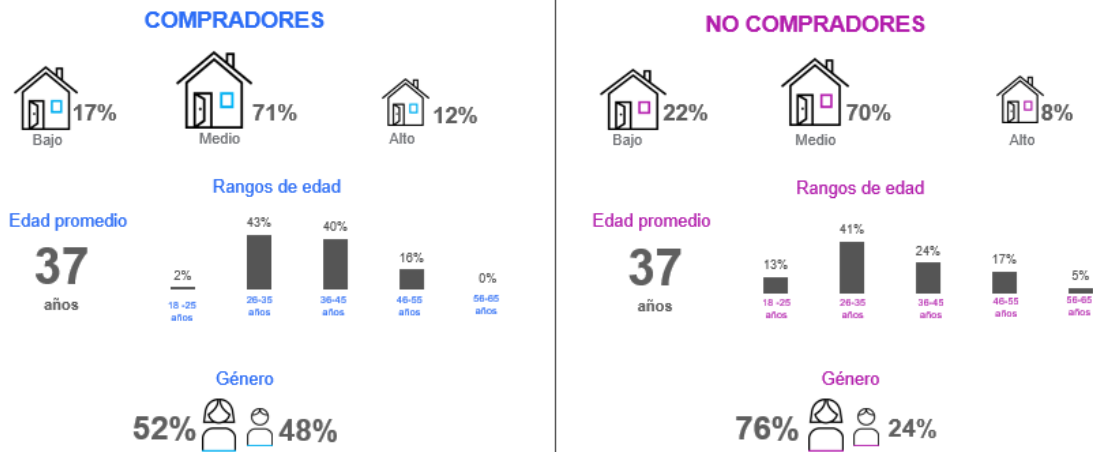 COMPRADORES
17%
Bajo
71%
Medio
12%
Alto
Rangos de edad
Edad promedio
37
años
2%
43%
40%
16%
0%
18 -25
años
26-35
años
36-45
años
46-55
años
56-65
años
Género
52%
48%
NO COMPRADORES
22%
Bajo
70%
Medio
8%
Alto
Rangos de edad
Edad promedio
37
años
13%
41%
24%
17%
5%
18 -25
años
26-35
años
36-45
años
46-55
años
56-65
años
Género
76%
24%